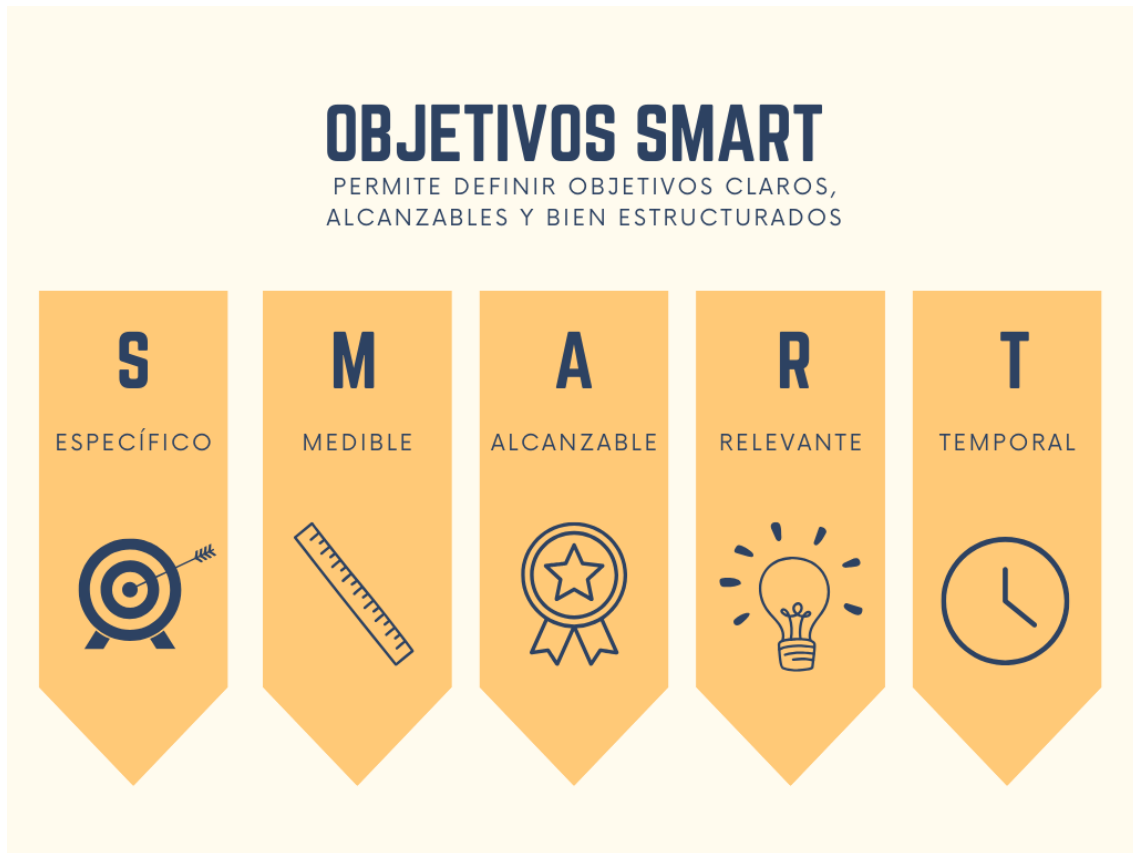 OBJETIVOS SMART
PERMITE DEFINIR OBJETIVOS CLAROS,
ALCANZABLES Y BIEN ESTRUCTURADOS
S
ESPECÍFICO
M
MEDIBLE
A
ALCANZABLE
R
RELEVANTE
T
TEMPORAL